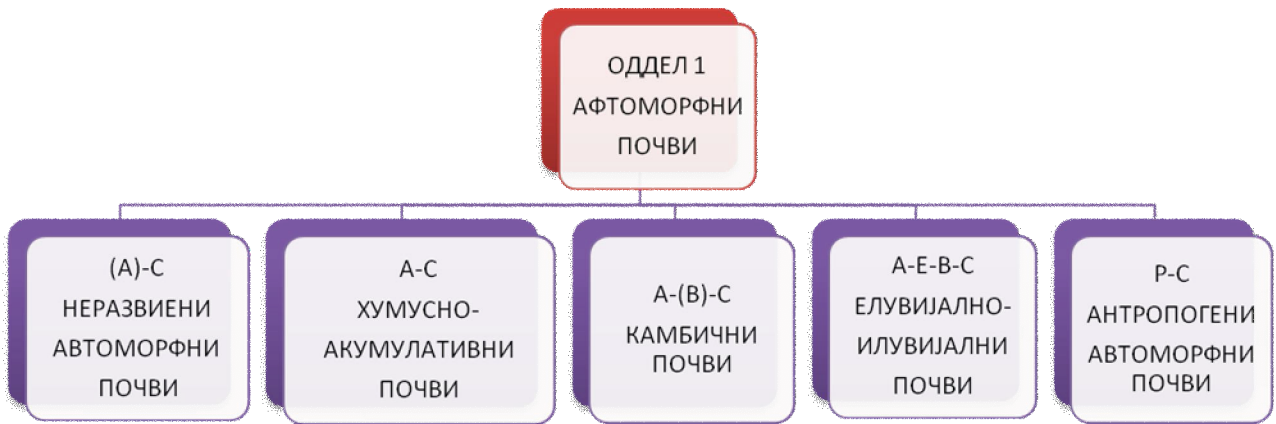 ОДДЕЛ 1
АФТОМОРФНИ
ПОЧВИ
(А)-С
НЕРАЗВИЕНИ
АВТОМОРФНИ
ПОЧВИ
А-С
ХУМУСНО-
АКУМУЛАТИВНИ
ПОЧВИ
А-(В)-С
КАМБИЧНИ
ПОЧВИ
А-Е-В-С
ЕЛУВИЈАЛНО-
ИЛУВИЈАЛНИ
ПОЧВИ
Р-С
АНТРОПОГЕНИ
АВТОМОРФНИ
ПОЧВИ